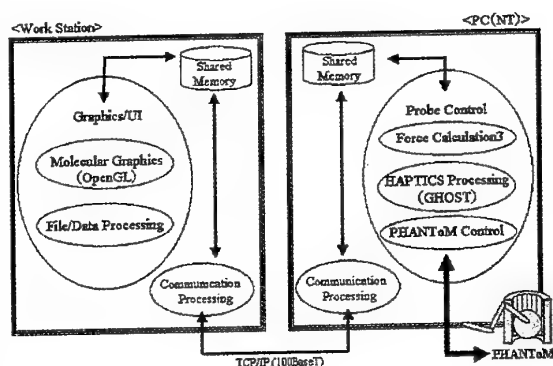 <Work Station>
Shared
Memory
Graphics/UI
Molecular Graphics
(OpenGL)
File/Data Processing
Communication
Processing
<PC(NT)>
Shared
Memory
Probe Control
Force Calculation3
HAPTICS Processing
(GHOST)
PHANToM Control
Communication
Processing
PHANToM
TCP/IP (100BaseT)